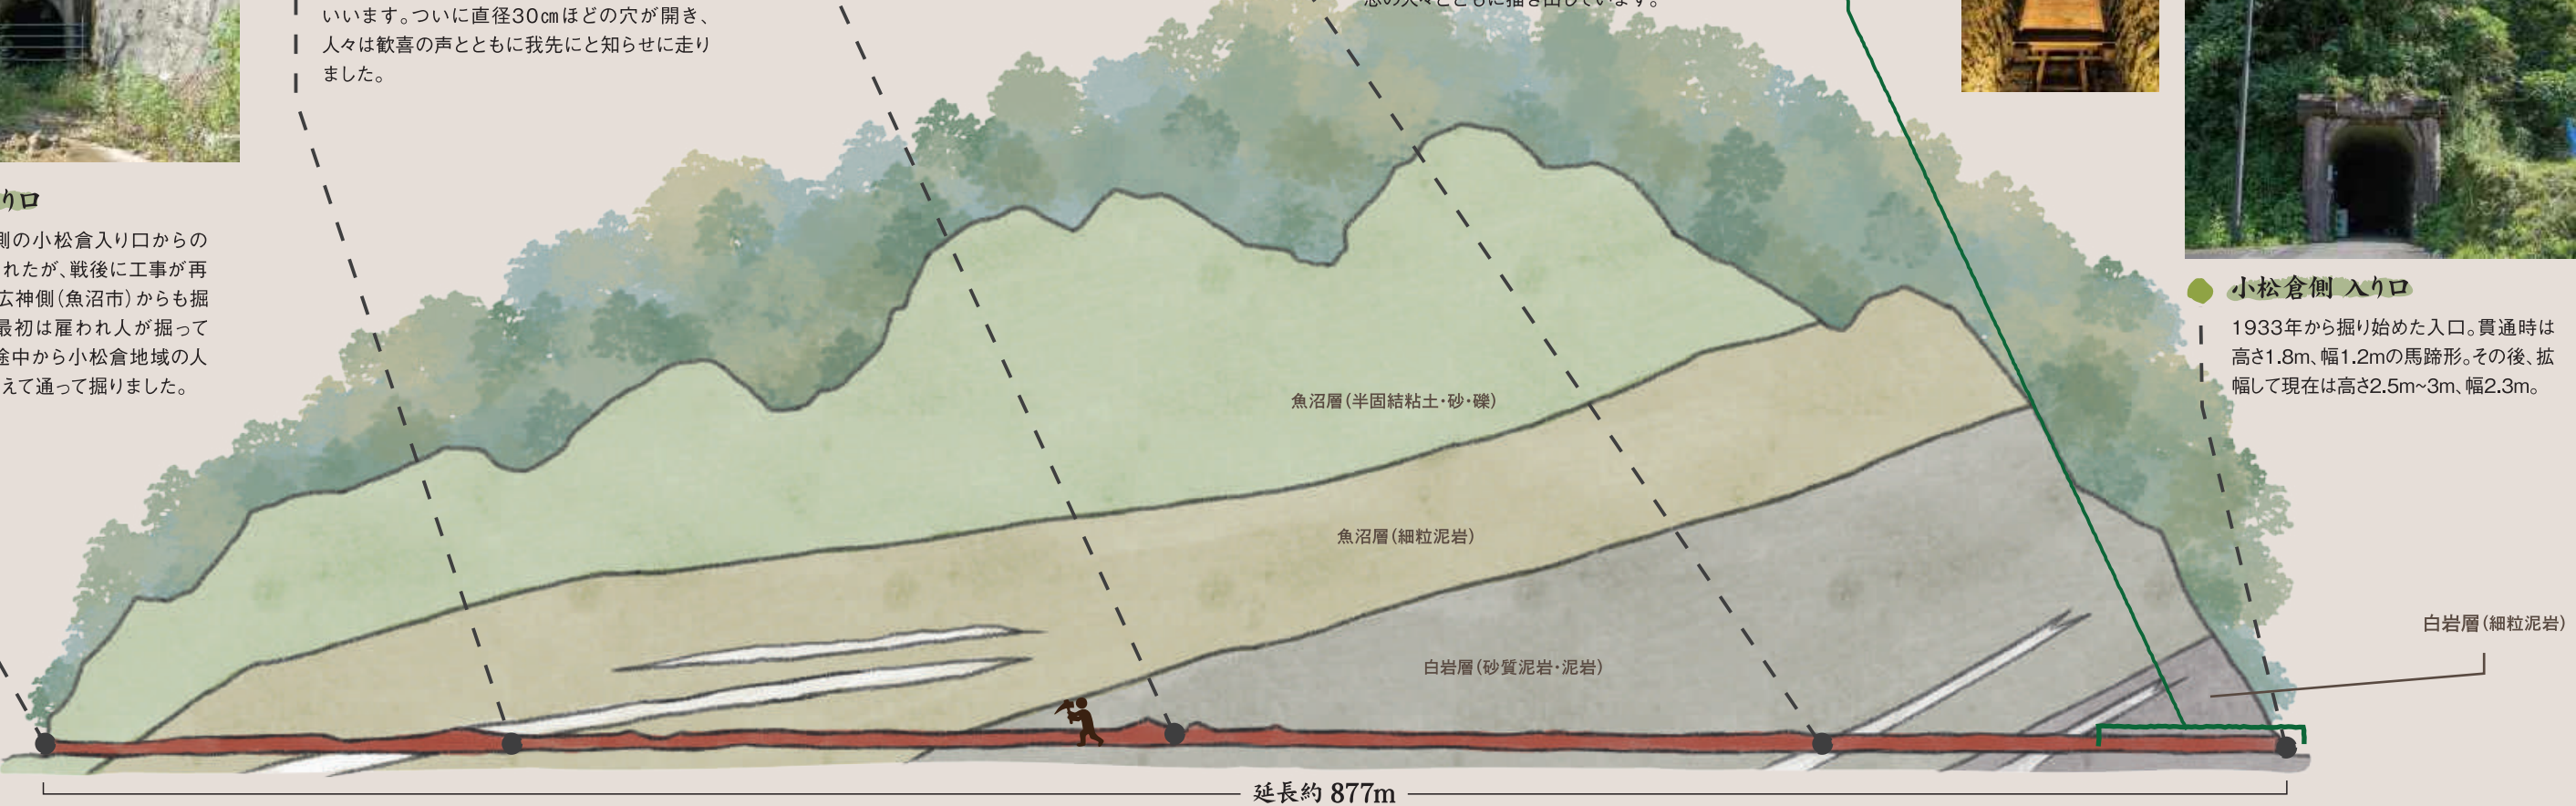 いいます。ついに直径30㎝ほどの穴が開き、
人々は歓喜の声とともに我先にと知らせに走り
ました。
り口
側の小松倉入り口からの
れたが、戦後に工事が再
広神側（魚沼市）からも掘
最初は雇われ人が掘って
途中から小松倉地域の人
えて通って掘りました。
小松倉側 入り口
1933年から掘り始めた入口。貫通時は
高さ1.8m、幅1.2mの馬蹄形。その後、拡
幅して現在は高さ2.5m~3m、幅2.3m。
魚沼層（半固結粘土・砂・礫）
魚沼層（細粒泥岩）
白岩層（砂質泥岩・泥岩）
白岩層（細粒泥岩）
延長約 877m